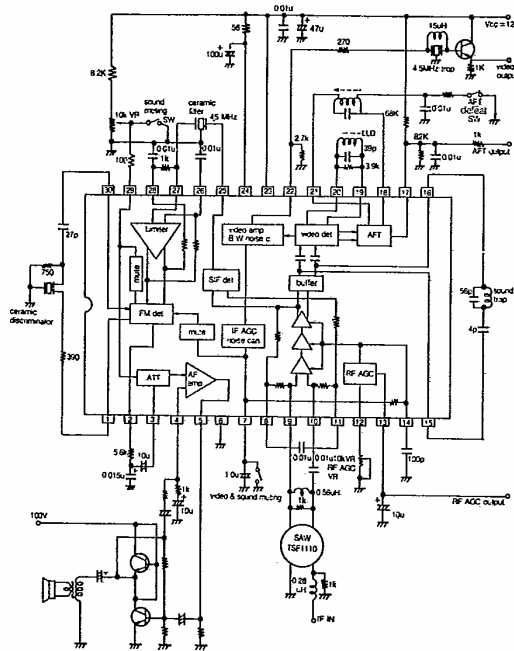 0.01u
47u
56
100u
15uH
270
4.5MHz trap
Vcc = 12
1K
video output
8.2K
10k VR
sound muting
SW
ceramic filter
4.5 MHz
0.01u
1k
0.01u
100
2.7k
68K
39p
3.9k
0.01u
AFT defeat SW
82K
0.01u
1k
AFT output
30
29
28
27
26
25
24
23
22
21
20
19
18
17
16
27p
750
ceramic discriminator
390
Limiter
mute
FM det
mute
ATT
AF amp
SIF det
IF AGC noise can.
video amp B.W noise c.
video det
AFT
buffer
RF AGC
56p
sound trap
4p
1
2
3
4
5
6
7
8
9
10
11
12
13
14
15
5.6k
10u
0.015u
1k
10u
1.0u
video & sound muting
0.01u
0.01u
10kVR
RF AGC VR
100p
0.56uH
1k
10u
RF AGC output
SAW TSF1110
0.28 uH
1k
IF IN
100V